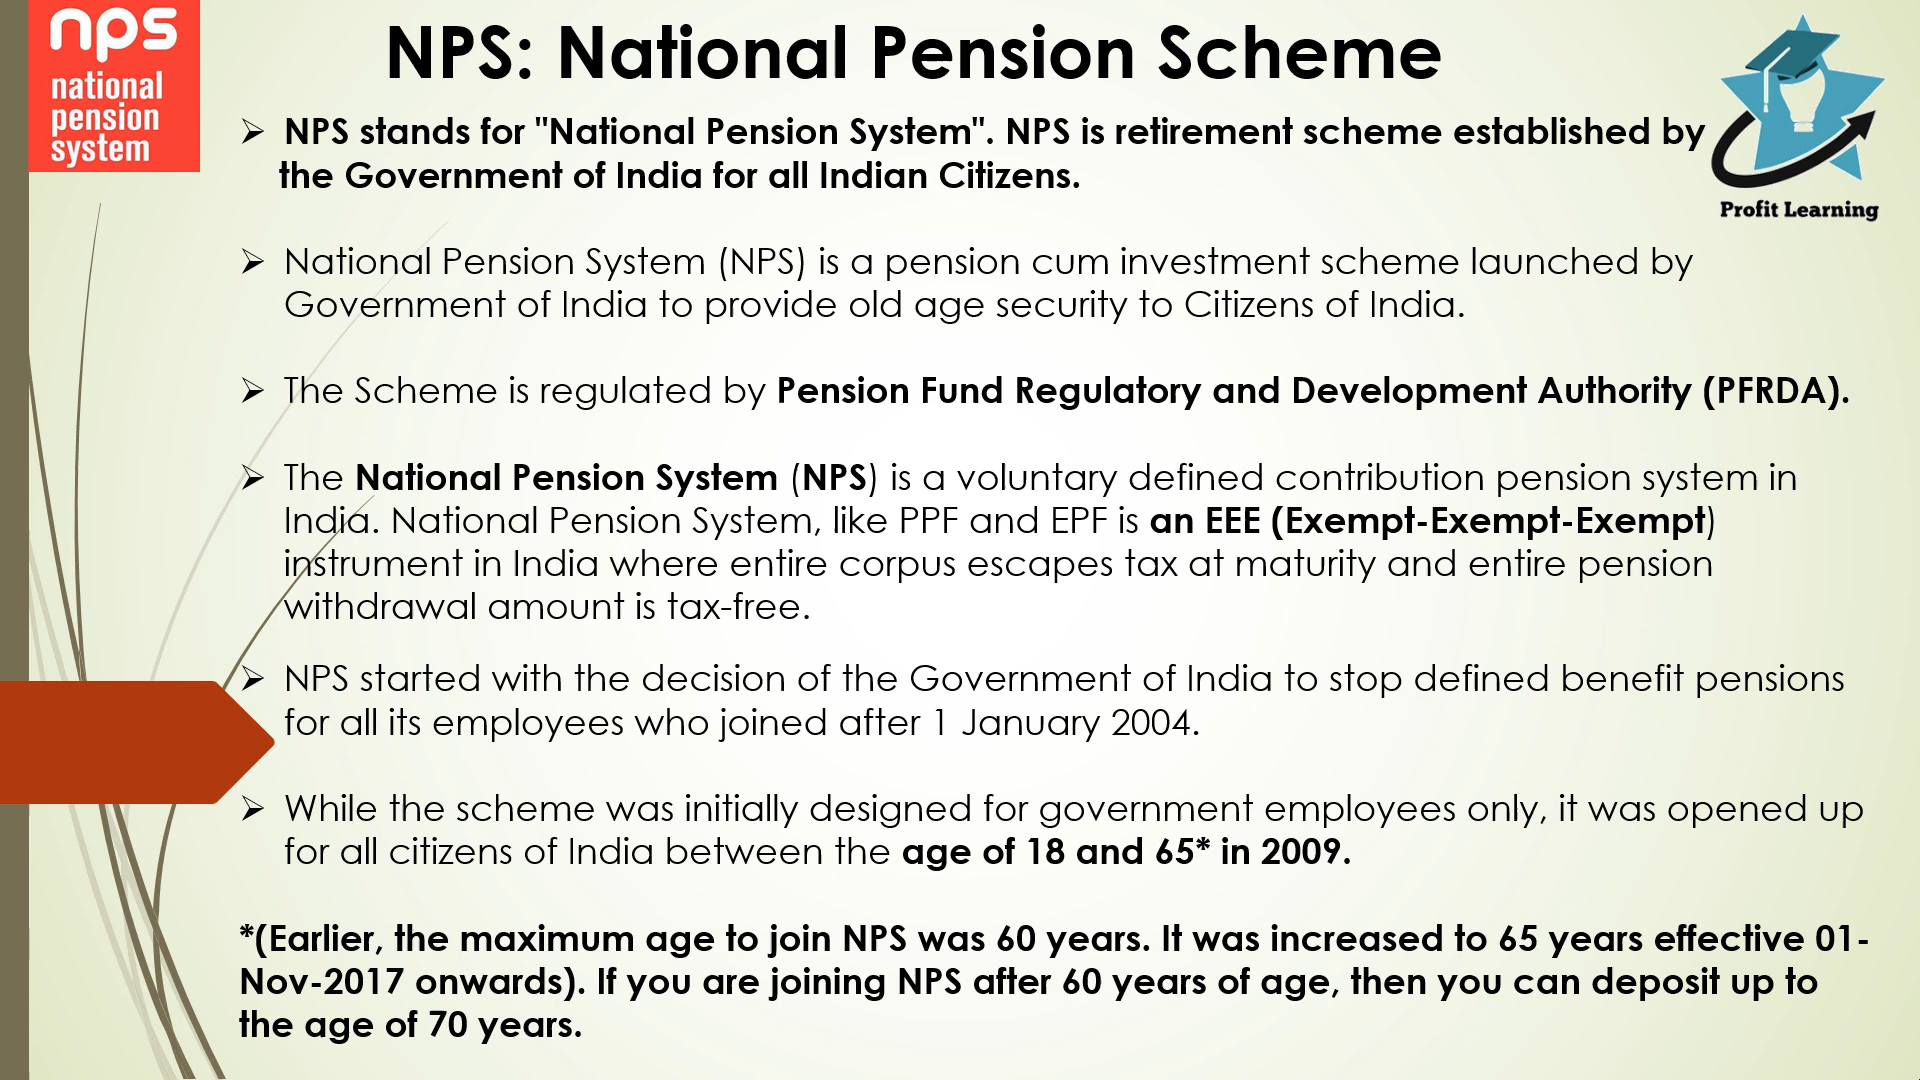 nps
national
pension
system
NPS: National Pension Scheme
➢ NPS stands for "National Pension System". NPS is retirement scheme established by
the Government of India for all Indian Citizens.
Profit Learning
➢ National Pension System (NPS) is a pension cum investment scheme launched by
Government of India to provide old age security to Citizens of India.
➢ The Scheme is regulated by Pension Fund Regulatory and Development Authority (PFRDA).
➢ The National Pension System (NPS) is a voluntary defined contribution pension system in
India. National Pension System, like PPF and EPF is an EEE (Exempt-Exempt-Exempt)
instrument in India where entire corpus escapes tax at maturity and entire pension
withdrawal amount is tax-free.
➢ NPS started with the decision of the Government of India to stop defined benefit pensions
for all its employees who joined after 1 January 2004.
➢ While the scheme was initially designed for government employees only, it was opened up
for all citizens of India between the age of 18 and 65* in 2009.
*(Earlier, the maximum age to join NPS was 60 years. It was increased to 65 years effective 01-
Nov-2017 onwards). If you are joining NPS after 60 years of age, then you can deposit up to
the age of 70 years.